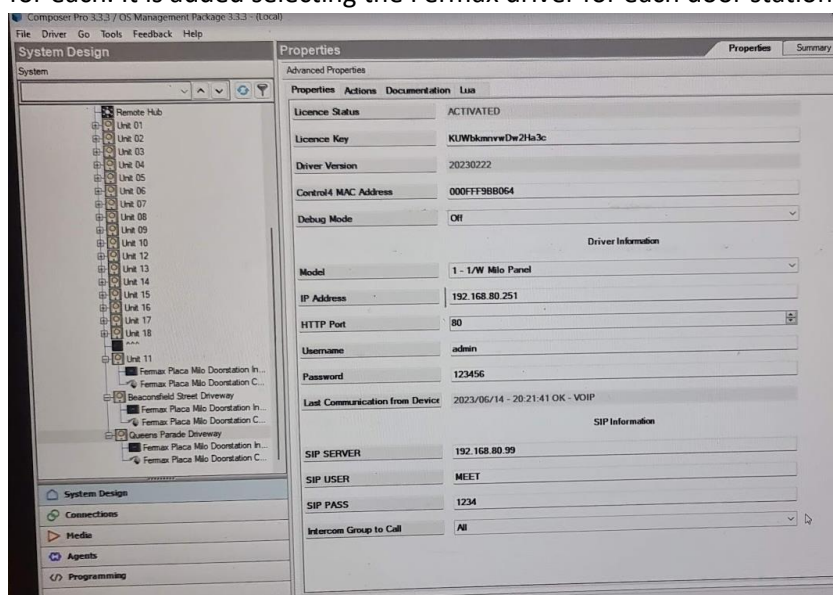 for each. It is added selecting the Fermax driver for each door station
Composer Pro 3.3.3 / OS Management Package 3.3.3 - (Local)
File Driver Go Tools Feedback Help
System Design
System
Remote Hub
Unit 01
Unit 02
Unit 03
Unit 04
Unit 05
Unit 06
Unit 07
Unit 08
Unit 09
Unit 10
Unit 12
Unit 13
Unit 14
Unit 15
Unit 16
Unit 17
Unit 18
^^^
Unit 11
Fermax Placa Milo Doorstation In...
Fermax Placa Milo Doorstation C...
Beaconsfield Street Driveway
Fermax Placa Milo Doorstation In...
Fermax Placa Milo Doorstation C...
Queens Parade Driveway
Fermax Placa Milo Doorstation In...
Fermax Placa Milo Doorstation C...
System Design
Connections
Media
Agents
Programming
Properties
Properties Summary
Advanced Properties
Properties Actions Documentation Lua
Licence Status ACTIVATED
Licence Key KUWbkmnvwDw2Ha3c
Driver Version 20230222
Control4 MAC Address 000FFF9BB064
Debug Mode Off
Driver Information
Model 1 - 1/W Milo Panel
IP Address 192.168.80.251
HTTP Port 80
Username admin
Password 123456
Last Communication from Device 2023/06/14 - 20:21:41 OK - VOIP
SIP Information
SIP SERVER 192.168.80.99
SIP USER MEET
SIP PASS 1234
Intercom Group to Call All